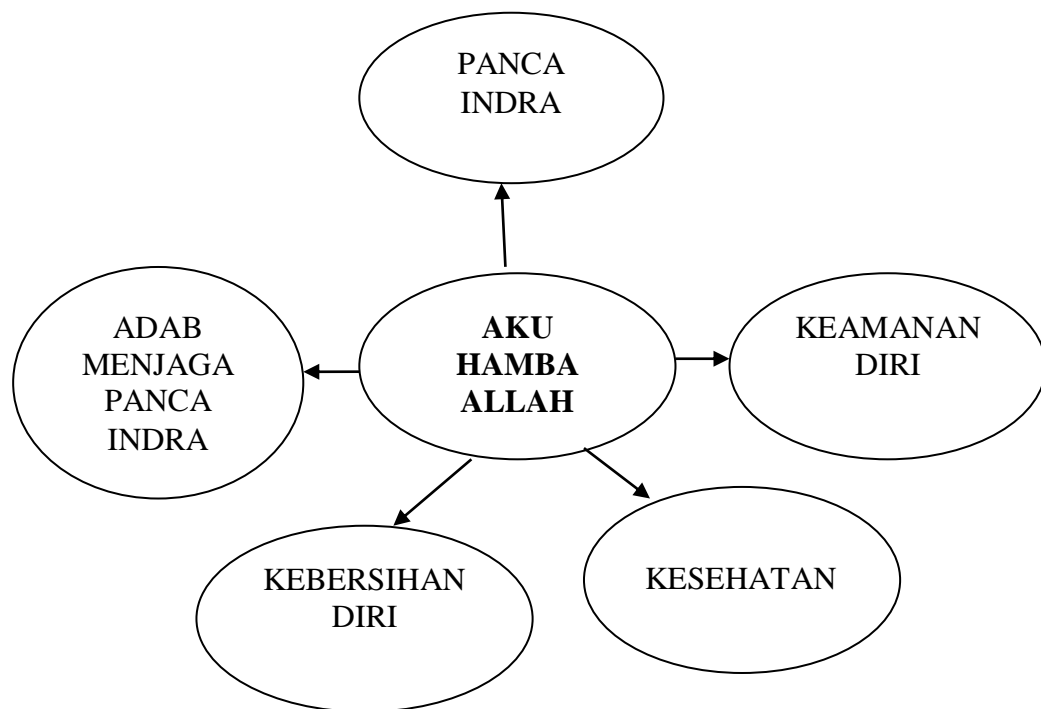 PANCA
INDRA
ADAB
MENJAGA
PANCA
INDRA
AKU
HAMBA
ALLAH
KEAMANAN
DIRI
KEBERSIHAN
DIRI
KESEHATAN